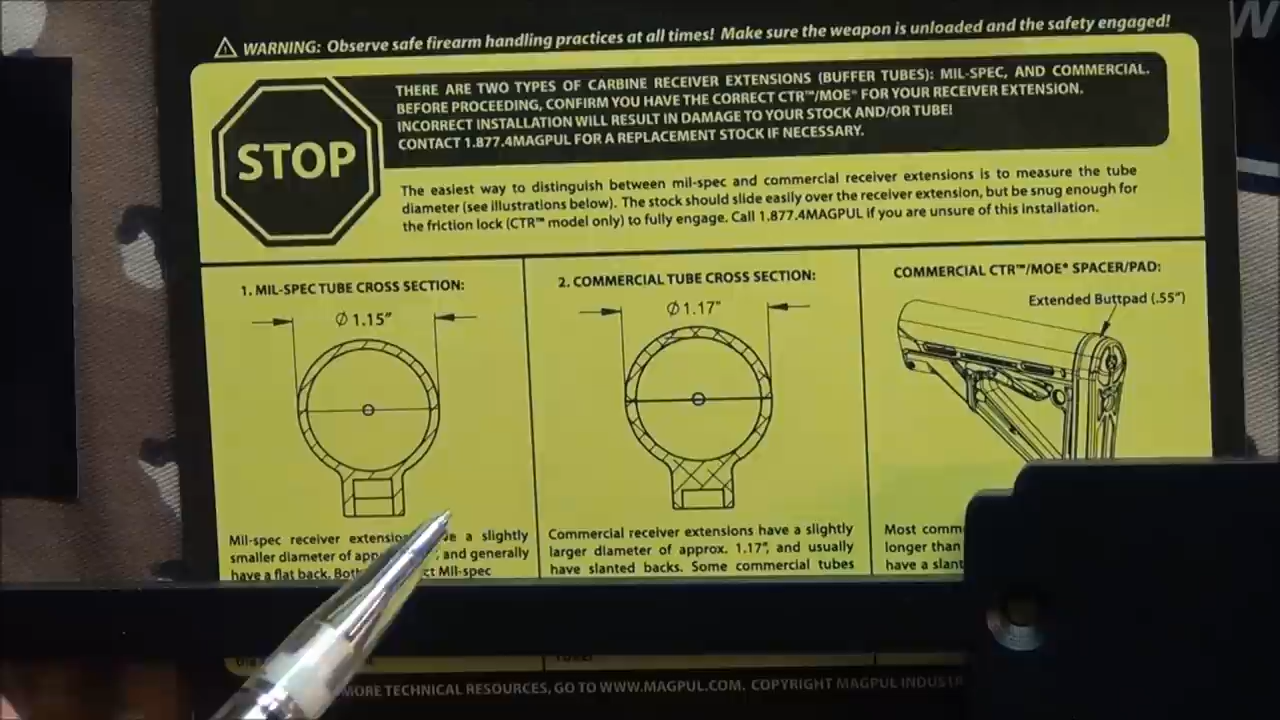 WARNING: Observe safe firearm handling practices at all times! Make sure the weapon is unloaded and the safety engaged!
W
STOP
THERE ARE TWO TYPES OF CARBINE RECEIVER EXTENSIONS (BUFFER TUBES): MIL-SPEC, AND COMMERCIAL.
BEFORE PROCEEDING, CONFIRM YOU HAVE THE CORRECT CTR™/MOE® FOR YOUR RECEIVER EXTENSION.
INCORRECT INSTALLATION WILL RESULT IN DAMAGE TO YOUR STOCK AND/OR TUBE!
CONTACT 1.877.4MAGPUL FOR A REPLACEMENT STOCK IF NECESSARY.
The easiest way to distinguish between mil-spec and commercial receiver extensions is to measure the tube
diameter (see illustrations below). The stock should slide easily over the receiver extension, but be snug enough for
the friction lock (CTR™ model only) to fully engage. Call 1.877.4MAGPUL if you are unsure of this installation.
1. MIL-SPEC TUBE CROSS SECTION:
Ø 1.15"
Mil-spec receiver a slightly
smaller diameter of and generally
have a flat back. Mil-spec
2. COMMERCIAL TUBE CROSS SECTION:
Ø 1.17"
Commercial receiver extensions have a slightly
larger diameter of approx. 1.17", and usually
have slanted backs. Some commercial tubes
COMMERCIAL CTR™/MOE® SPACER/PAD:
Extended Buttpad (.55")
Most
longer than
have a
MORE TECHNICAL RESOURCES, GO TO WWW.MAGPUL.COM. COPYRIGHT MAGPUL